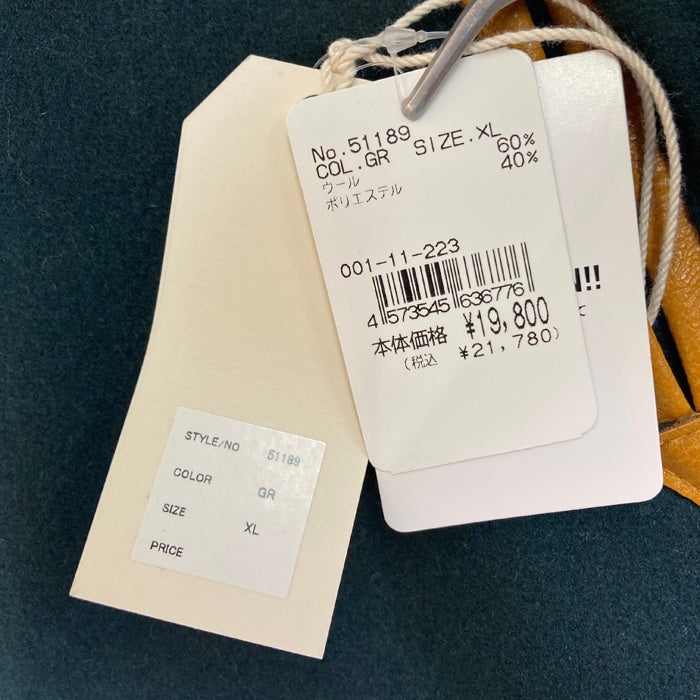 No.51189
COL.GR SIZE.XL
ウール 60%
ポリエステル 40%
001-11-223
4 573545 636776
本体価格 ¥19,800
(税込 ¥21,780)
STYLE/NO 51189
COLOR GR
SIZE XL
PRICE
!!